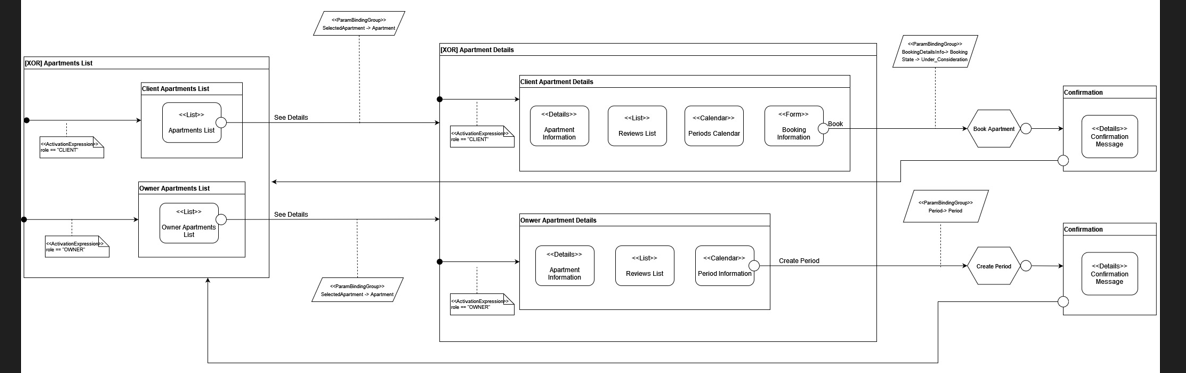 <<ParamBindingGroup>>
SelectedApartment -> Apartment
[XOR] Apartments List
Client Apartments List
<<List>>
Apartments List
<<ActivationExpression>>
role == "CLIENT"
See Details
Owner Apartments List
<<List>>
Owner Apartments
List
<<ActivationExpression>>
role == "OWNER"
See Details
<<ParamBindingGroup>>
SelectedApartment -> Apartment
[XOR] Apartment Details
Client Apartment Details
<<Details>>
Apartment
Information
<<List>>
Reviews List
<<Calendar>>
Periods Calendar
<<Form>>
Booking
Information
<<ActivationExpression>>
role == "CLIENT"
Book
<<ParamBindingGroup>>
BookingDetailsInfo-> Booking
State -> Under_Consideration
Book Apartment
Confirmation
<<Details>>
Confirmation
Message
Onwer Apartment Details
<<Details>>
Apartment
Information
<<List>>
Reviews List
<<Calendar>>
Period Information
<<ActivationExpression>>
role == "OWNER"
Create Period
<<ParamBindingGroup>>
Period-> Period
Create Period
Confirmation
<<Details>>
Confirmation
Message